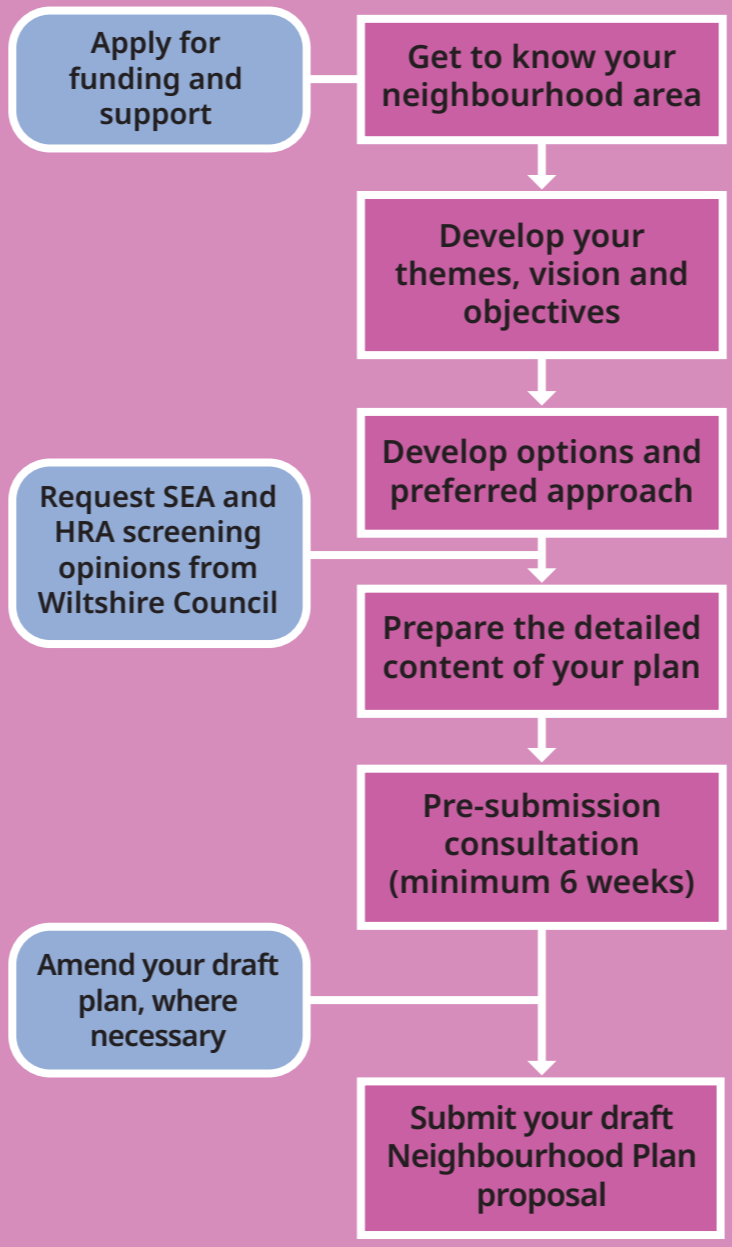 Apply for
funding and
support
Get to know your
neighbourhood area
Develop your
themes, vision and
objectives
Develop options and
preferred approach
Request SEA and
HRA screening
opinions from
Wiltshire Council
Prepare the detailed
content of your plan
Pre-submission
consultation
(minimum 6 weeks)
Amend your draft
plan, where
necessary
Submit your draft
Neighbourhood Plan
proposal